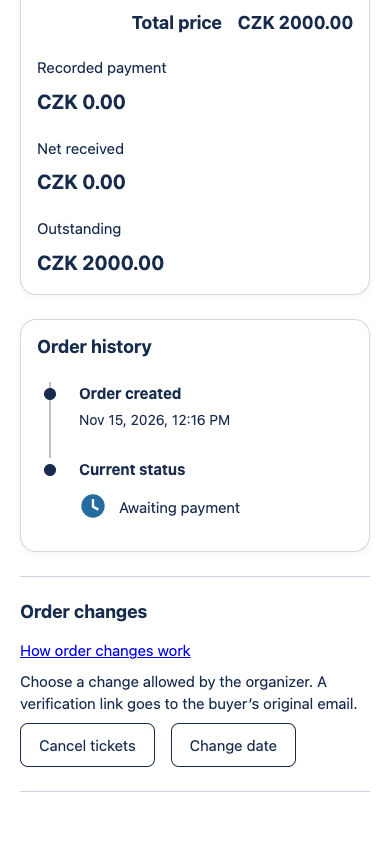 Total price CZK 2000.00
Recorded payment
CZK 0.00
Net received
CZK 0.00
Outstanding
CZK 2000.00
Order history
Order created
Nov 15, 2026, 12:16 PM
Current status
Awaiting payment
Order changes
How order changes work
Choose a change allowed by the organizer. A
verification link goes to the buyer’s original email.
Cancel tickets Change date